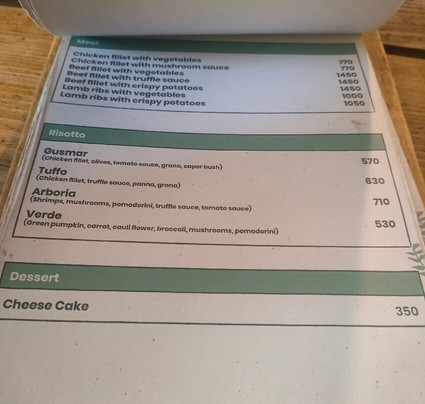 Meat
Chicken fillet with vegetables 770
Chicken fillet with mushroom sauce 770
Beef fillet with vegetables 1450
Beef fillet with truffle sauce 1450
Beef fillet with crispy potatoes 1450
Lamb ribs with vegetables 1000
Lamb ribs with crispy potatoes 1050
Risotto
Gusmar 570
(Chicken fillet, olives, tomato sauce, grana, caper bush)
Tuffo 630
(Chicken fillet, truffle sauce, panna, grana)
Arboria 710
(Shrimps, mushrooms, pomodorini, truffle sauce, tomato sauce)
Verde 530
(Green pumpkin, carrot, cauli flower, broccoli, mushrooms, pomodorini)
Dessert
Cheese Cake 350